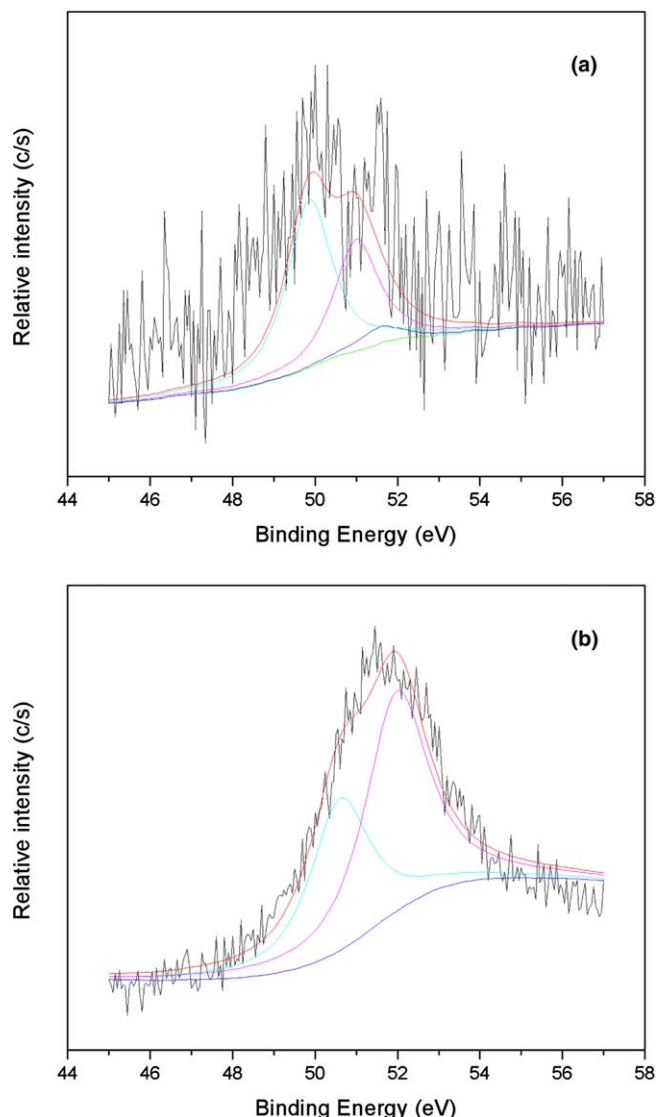 (a)
Relative intensity (c/s)
44 46 48 50 52 54 56 58
Binding Energy (eV)
(b)
Relative intensity (c/s)
44 46 48 50 52 54 56 58
Binding Energy (eV)